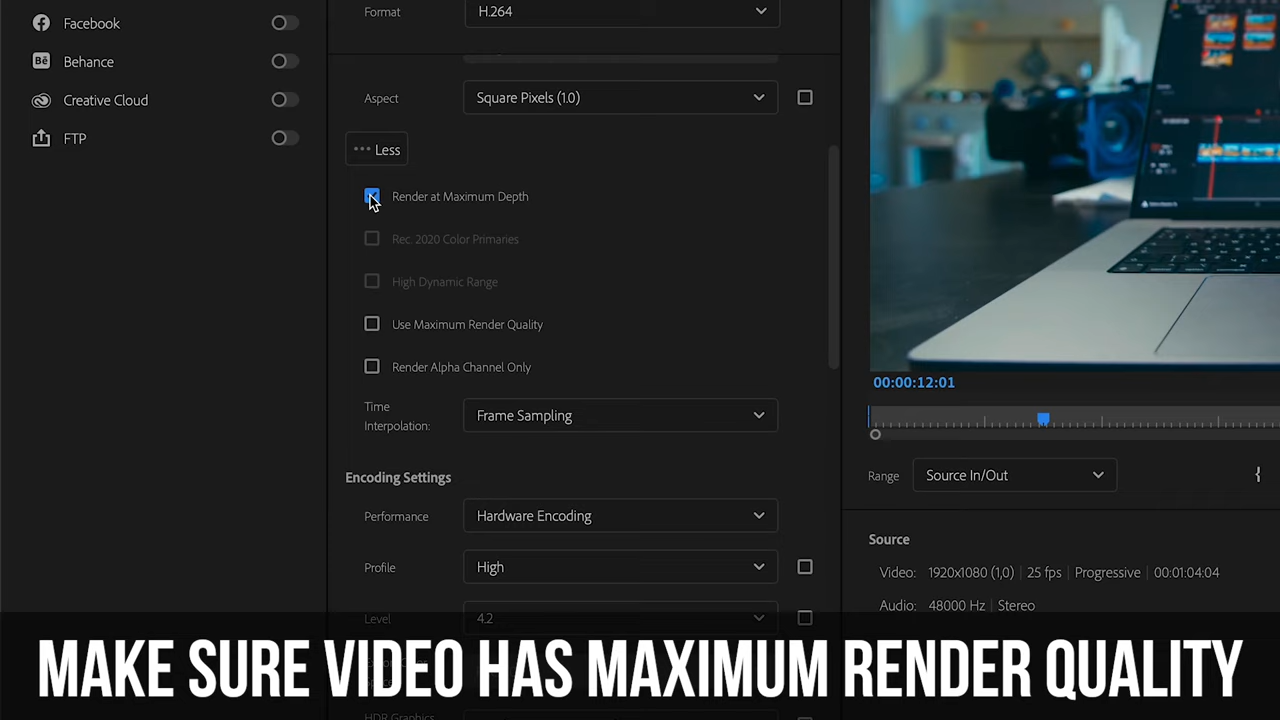 Facebook
Behance
Creative Cloud
FTP
Format
H.264
Aspect
Square Pixels (1.0)
Less
Render at Maximum Depth
Rec. 2020 Color Primaries
High Dynamic Range
Use Maximum Render Quality
Render Alpha Channel Only
Time
Interpolation:
Frame Sampling
Encoding Settings
Performance
Hardware Encoding
Profile
High
Level
4.2
HDR Graphics
00:00:12:01
Range
Source In/Out
Source
Video: 1920x1080 (1,0) | 25 fps | Progressive | 00:01:04:04
Audio: 48000 Hz | Stereo
MAKE SURE VIDEO HAS MAXIMUM RENDER QUALITY